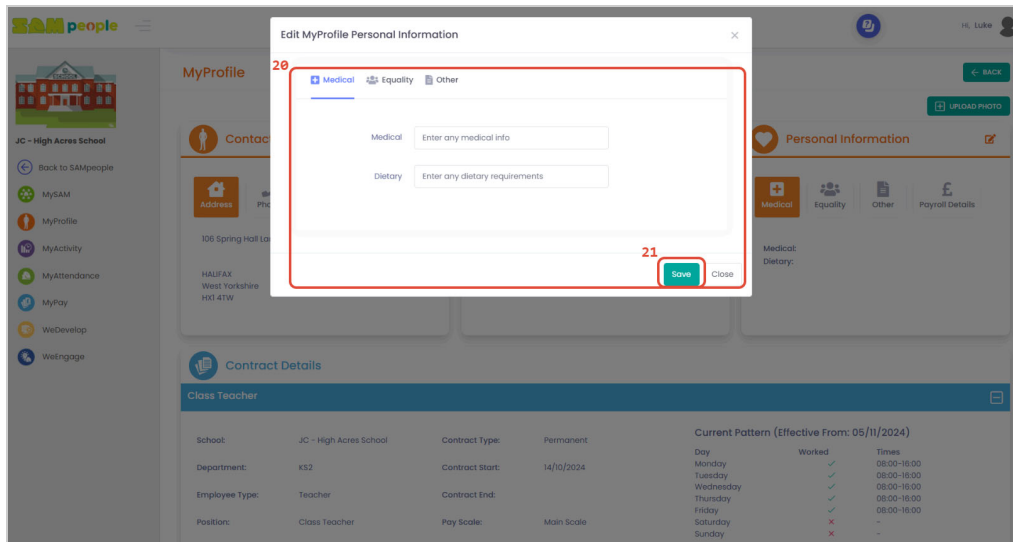 SAMpeople
Hi, Luke
Edit MyProfile Personal Information
×
20
Medical
Equality
Other
Medical
Enter any medical info
Dietary
Enter any dietary requirements
21
Save
Close
SCHOOL
JC - High Acres School
Back to SAMpeople
MySAM
MyProfile
MyActivity
MyAttendance
MyPay
WeDevelop
WeEngage
MyProfile
← BACK
UPLOAD PHOTO
Contac
Address
Pho
106 Spring Hall La
HALIFAX
West Yorkshire
HX1 4TW
Personal Information
Medical
Equality
Other
£
Payroll Details
Medical:
Dietary:
Contract Details
Class Teacher
School: JC - High Acres School Contract Type: Permanent
Department: KS2 Contract Start: 14/10/2024
Employee Type: Teacher Contract End:
Position: Class Teacher Pay Scale: Main Scale
Current Pattern (Effective From: 05/11/2024)
Day Worked Times
Monday ✓ 08:00-16:00
Tuesday ✓ 08:00-16:00
Wednesday ✓ 08:00-16:00
Thursday ✓ 08:00-16:00
Friday ✓ 08:00-16:00
Saturday × -
Sunday × -